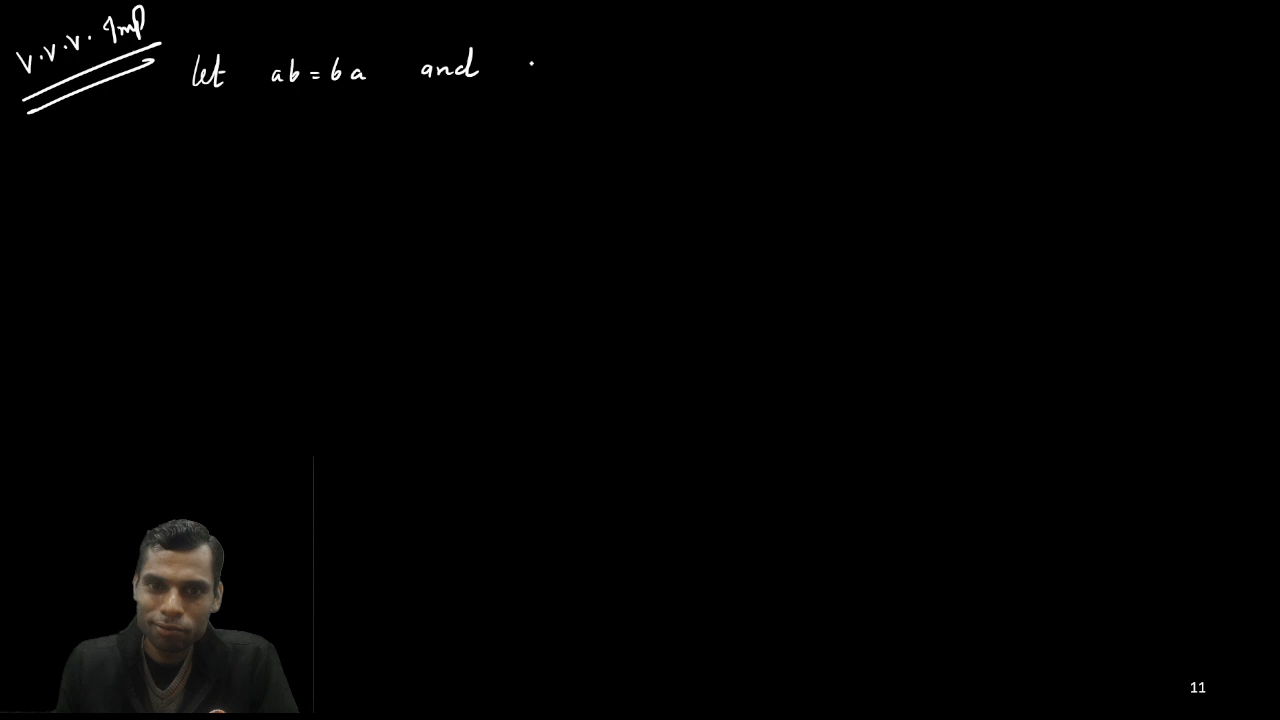 V.V.V. Imp
let ab = ba and
11